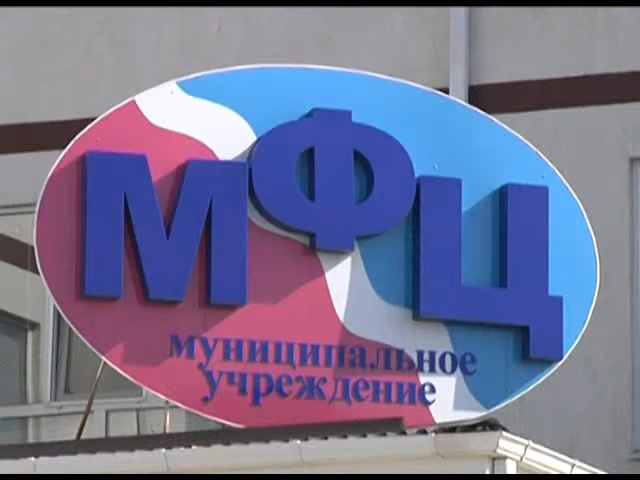 МФЦ
муниципальное
учреждение